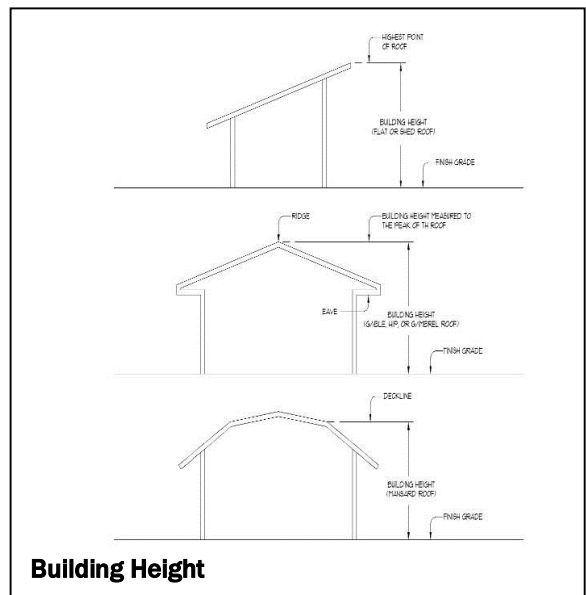 HIGHEST POINT
OF ROOF
BUILDING HEIGHT
(FLAT OR SHED ROOF)
FINISH GRADE
RIDGE
BUILDING HEIGHT MEASURED TO
THE PEAK OF TH ROOF
EAVE
BUILDING HEIGHT
(GABLE, HIP, OR GAMBREL ROOF)
FINISH GRADE
DECKLINE
BUILDING HEIGHT
(MANSARD ROOF)
FINISH GRADE
Building Height